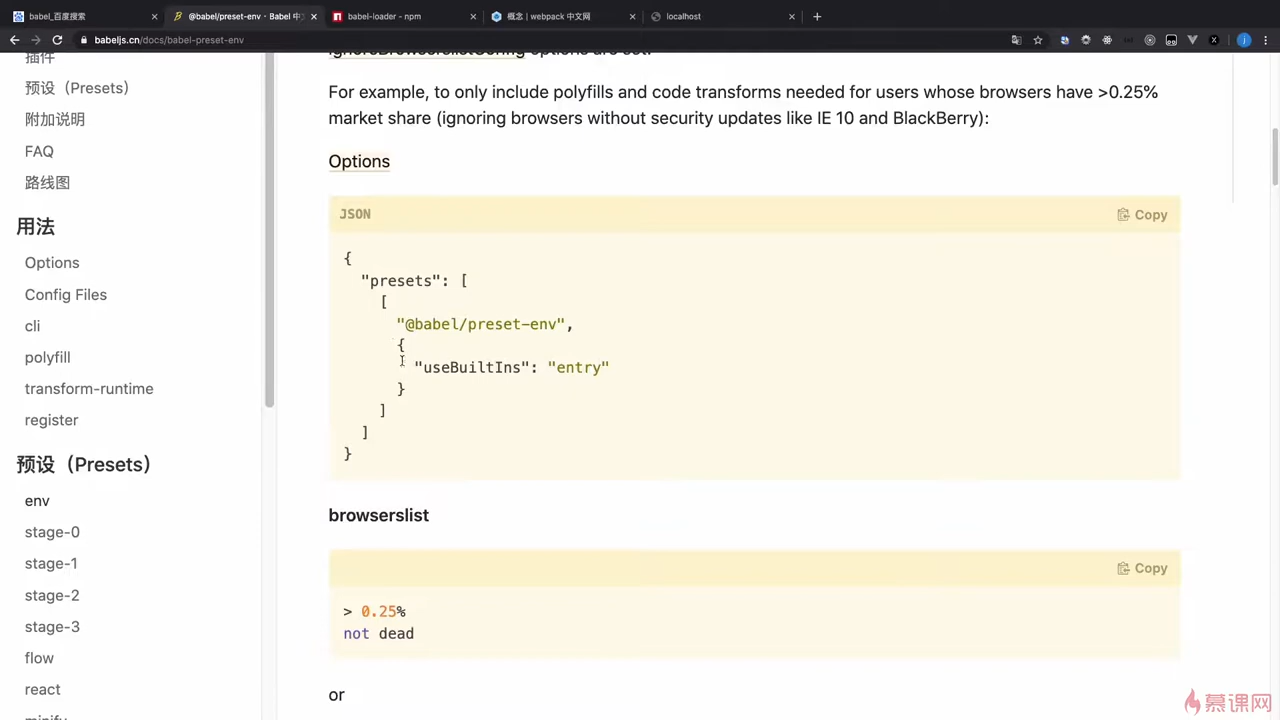 babel_百度搜索
@babel/preset-env · Babel 中
babel-loader - npm
概念 | webpack 中文网
localhost
babeljs.cn/docs/babel-preset-env
插件
预设（Presets）
附加说明
FAQ
路线图
用法
Options
Config Files
cli
polyfill
transform-runtime
register
预设（Presets）
env
stage-0
stage-1
stage-2
stage-3
flow
react
minify
ignoreBrowserslistConfig options are set.
For example, to only include polyfills and code transforms needed for users whose browsers have >0.25%
market share (ignoring browsers without security updates like IE 10 and BlackBerry):
Options
JSON
Copy
{
"presets": [
[
"@babel/preset-env",
{
"useBuiltIns": "entry"
}
]
]
}
browserslist
Copy
> 0.25%
not dead
or
慕课网